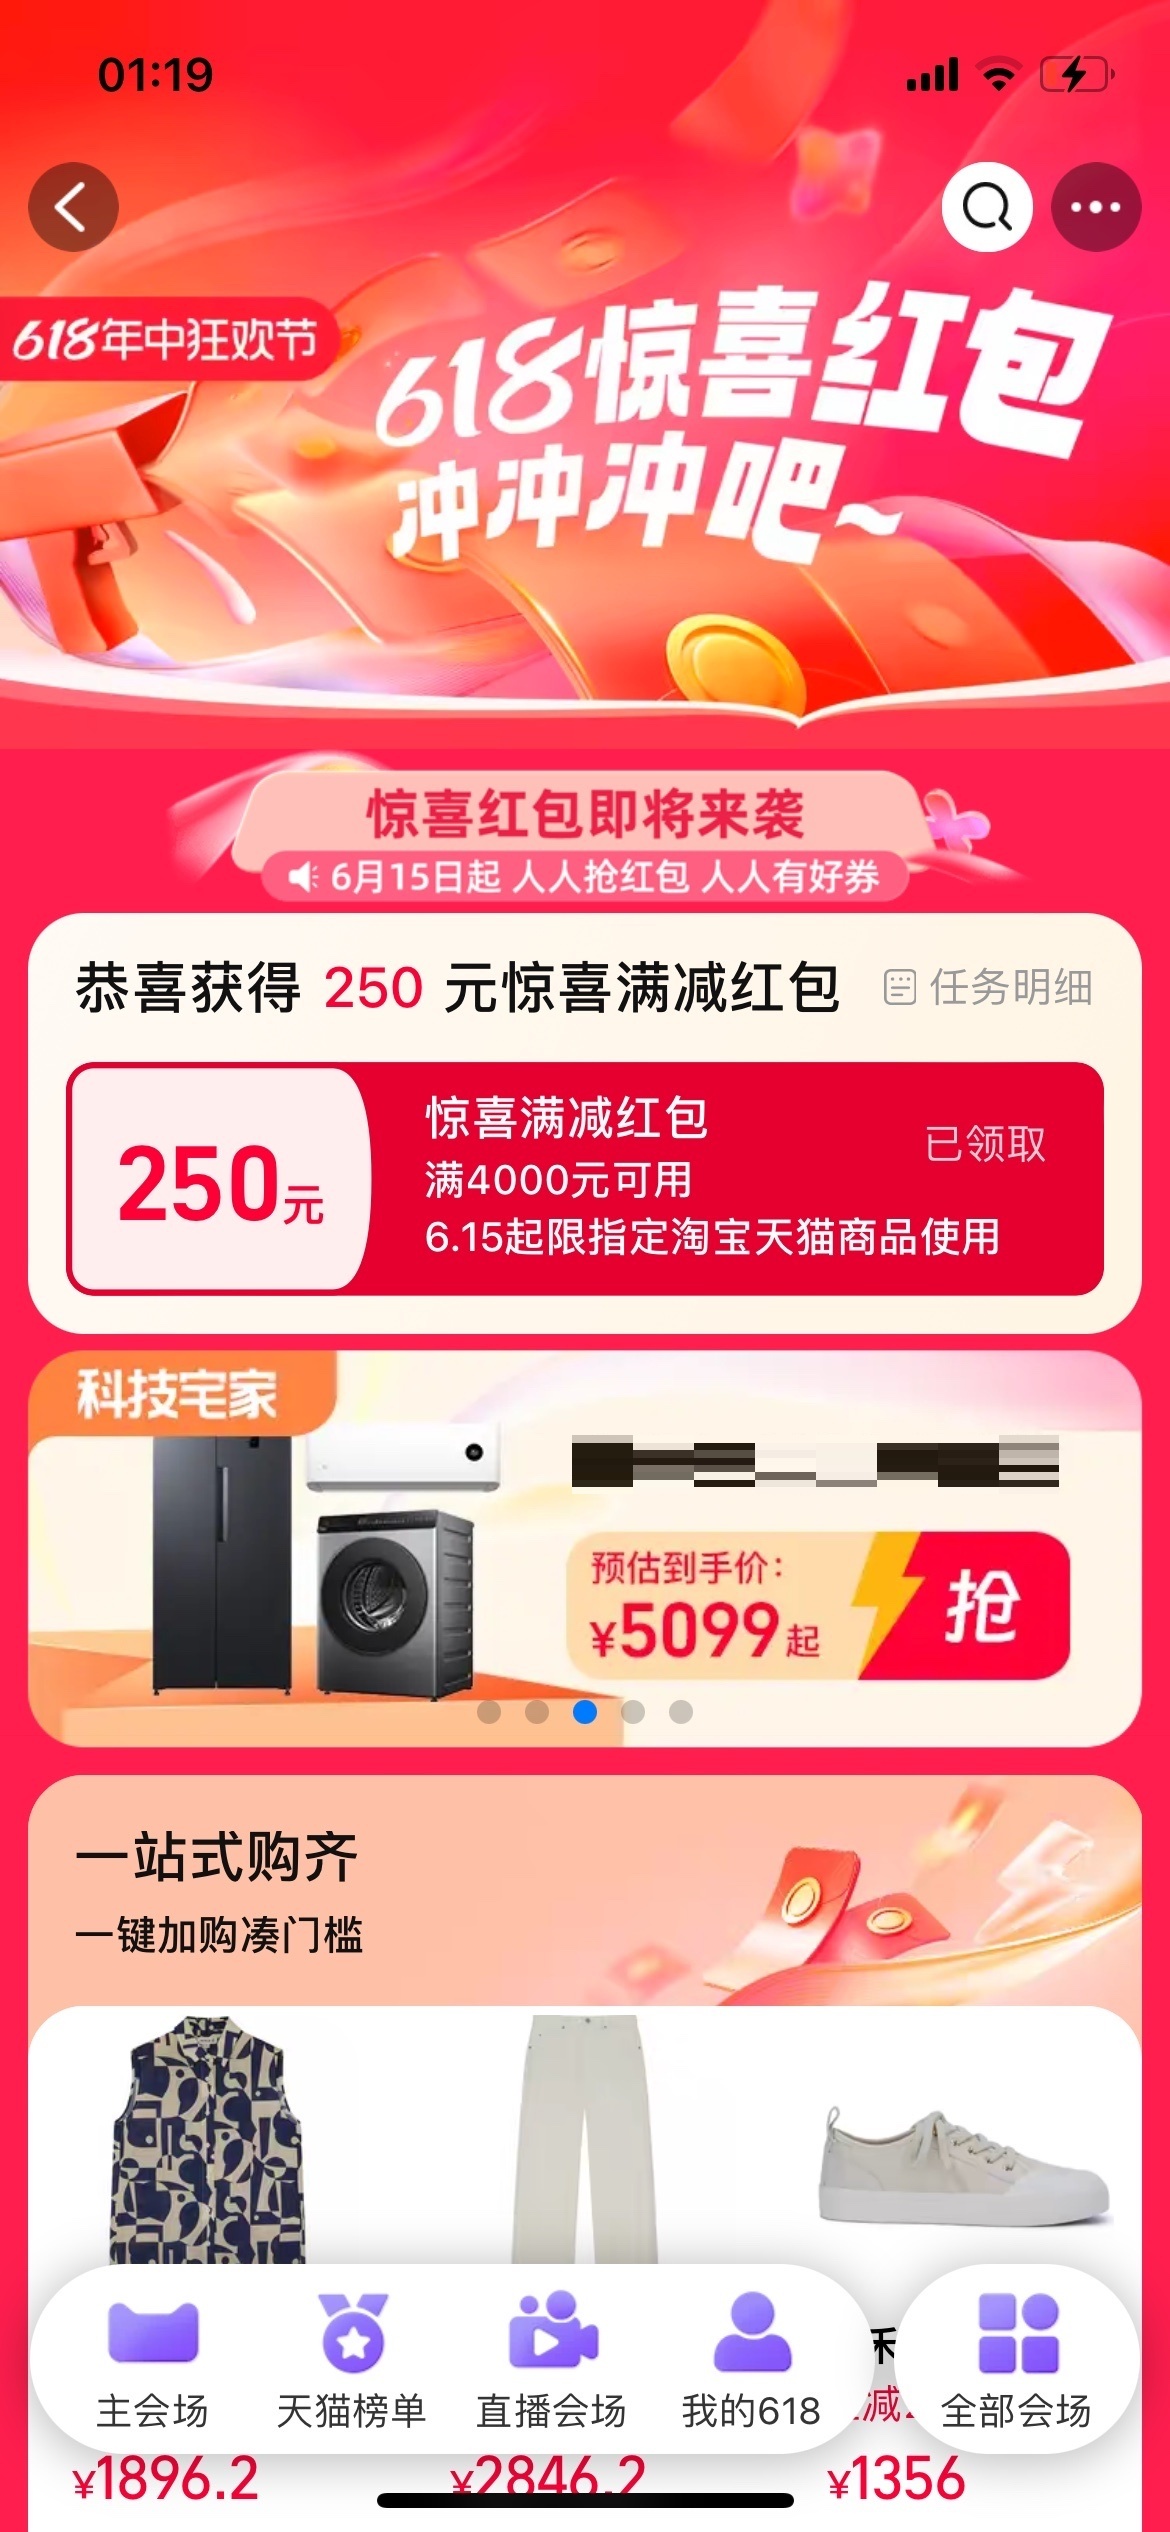 01:19
618年中狂欢节
618惊喜红包
冲冲冲吧~
惊喜红包即将来袭
6月15日起 人人抢红包 人人有好券
恭喜获得 250 元惊喜满减红包
任务明细
250元
惊喜满减红包
满4000元可用
6.15起限指定淘宝天猫商品使用
已领取
科技宅家
预估到手价:
¥5099起
抢
一站式购齐
一键加购凑门槛
减
主会场
天猫榜单
直播会场
我的618
全部会场
¥1896.2
¥2846.2
¥1356